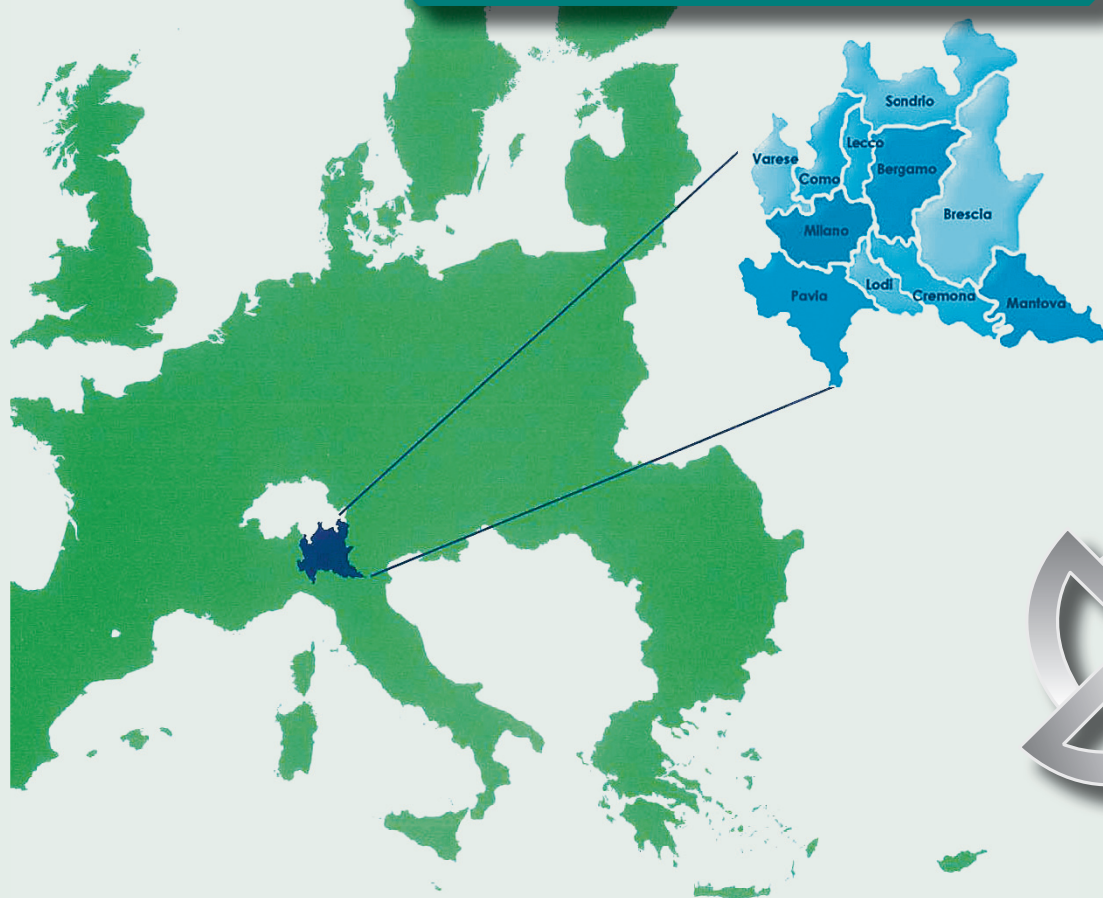 Sondrio
Lecco
Varese
Bergamo
Como
Brescia
Milano
Lodi
Pavia
Cremona
Mantova